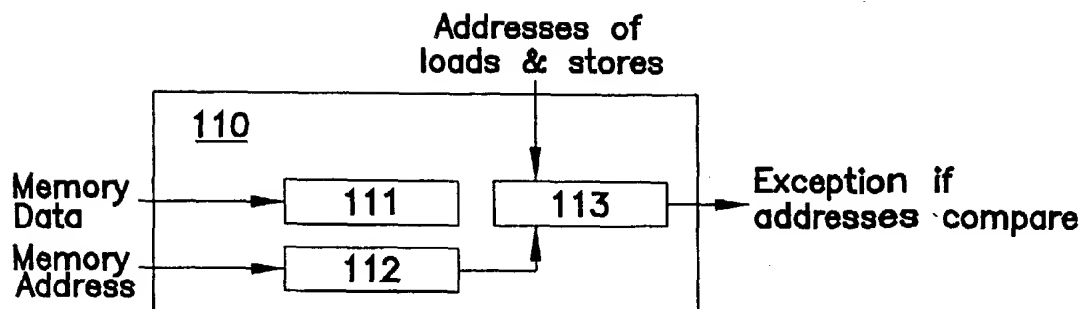 Addresses of
loads & stores
110
Memory
Data
111
113
Exception if
addresses compare
Memory
Address
112